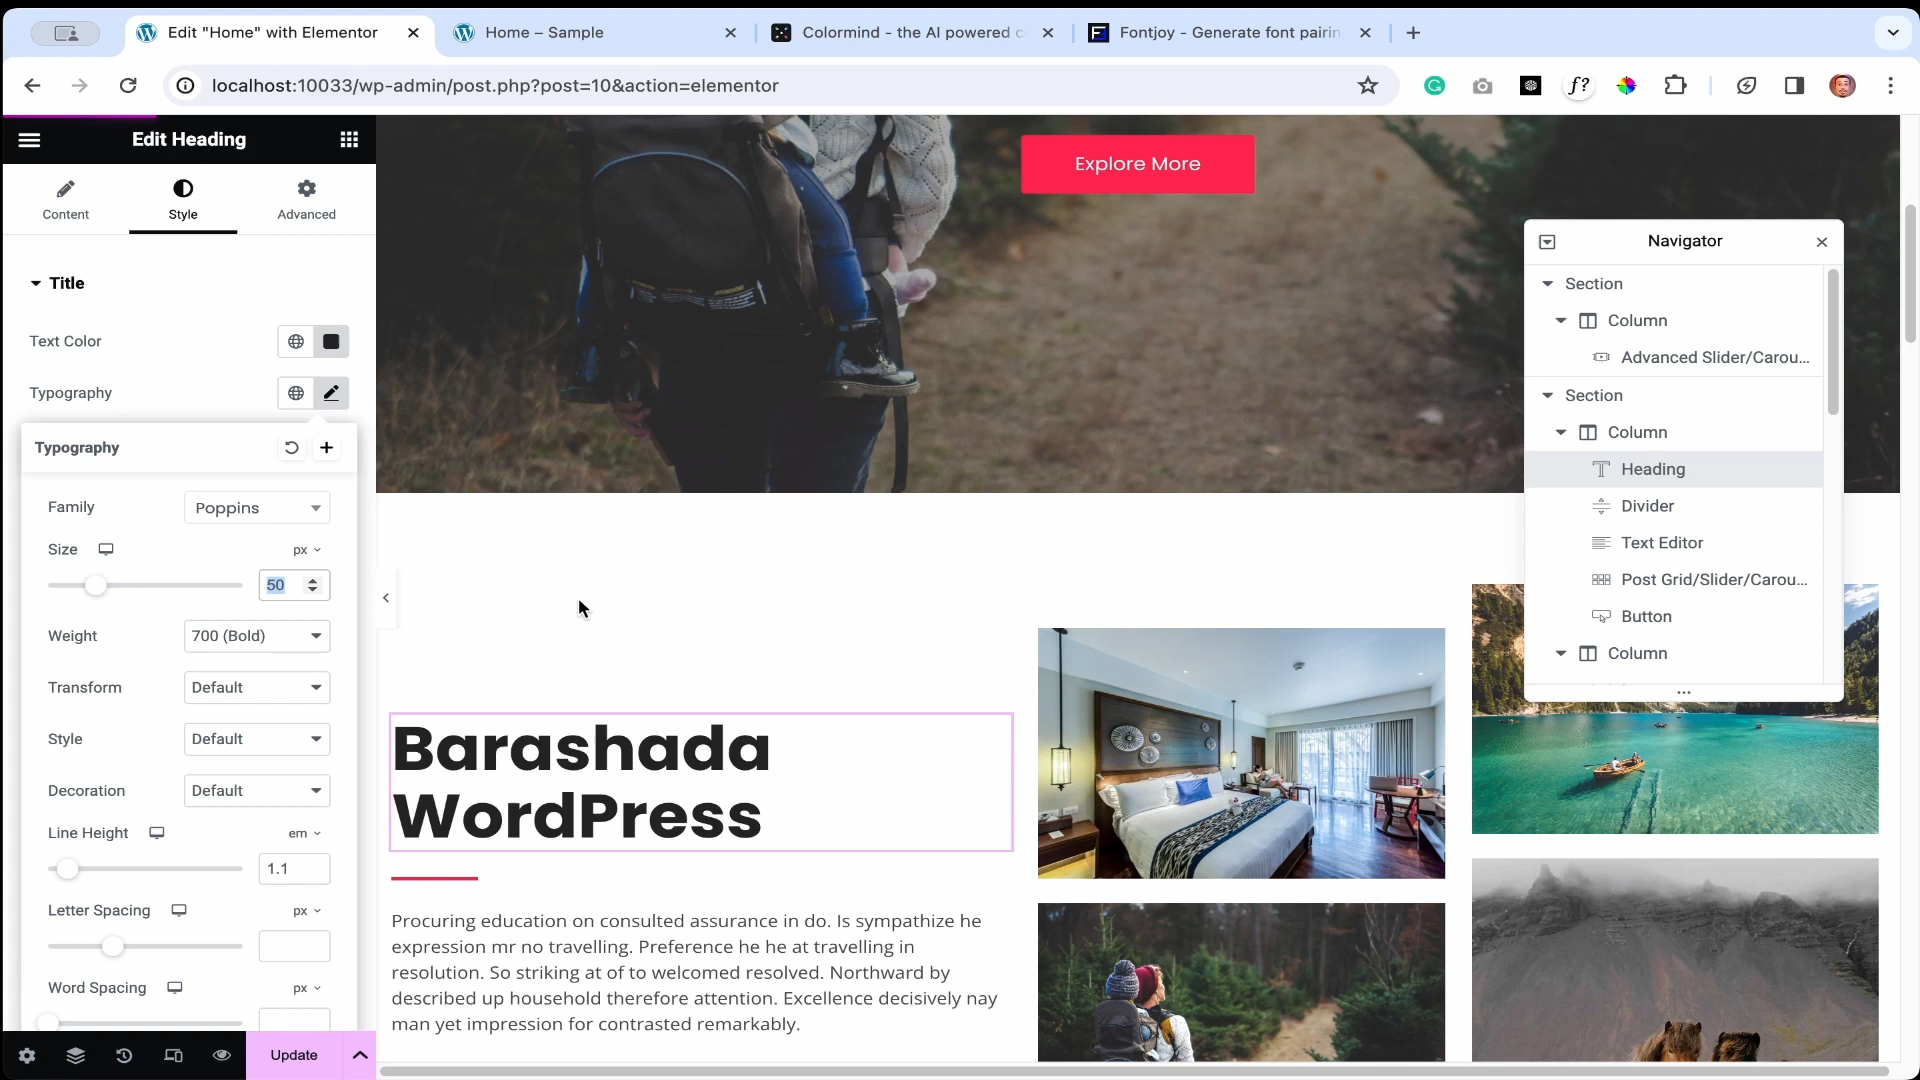 Edit "Home" with Elementor
Home – Sample
Colormind - the AI powered c
Fontjoy - Generate font pairin
localhost:10033/wp-admin/post.php?post=10&action=elementor
f?
Edit Heading
Content
Style
Advanced
Title
Text Color
Typography
Typography
Family
Poppins
Size
px
50
Weight
700 (Bold)
Transform
Default
Style
Default
Decoration
Default
Line Height
em
1.1
Letter Spacing
px
Word Spacing
px
Update
Explore More
Barashada
WordPress
Procuring education on consulted assurance in do. Is sympathize he
expression mr no travelling. Preference he he at travelling in
resolution. So striking at of to welcomed resolved. Northward by
described up household therefore attention. Excellence decisively nay
man yet impression for contrasted remarkably.
Navigator
Section
Column
Advanced Slider/Carou...
Section
Column
Heading
Divider
Text Editor
Post Grid/Slider/Carou...
Button
Column